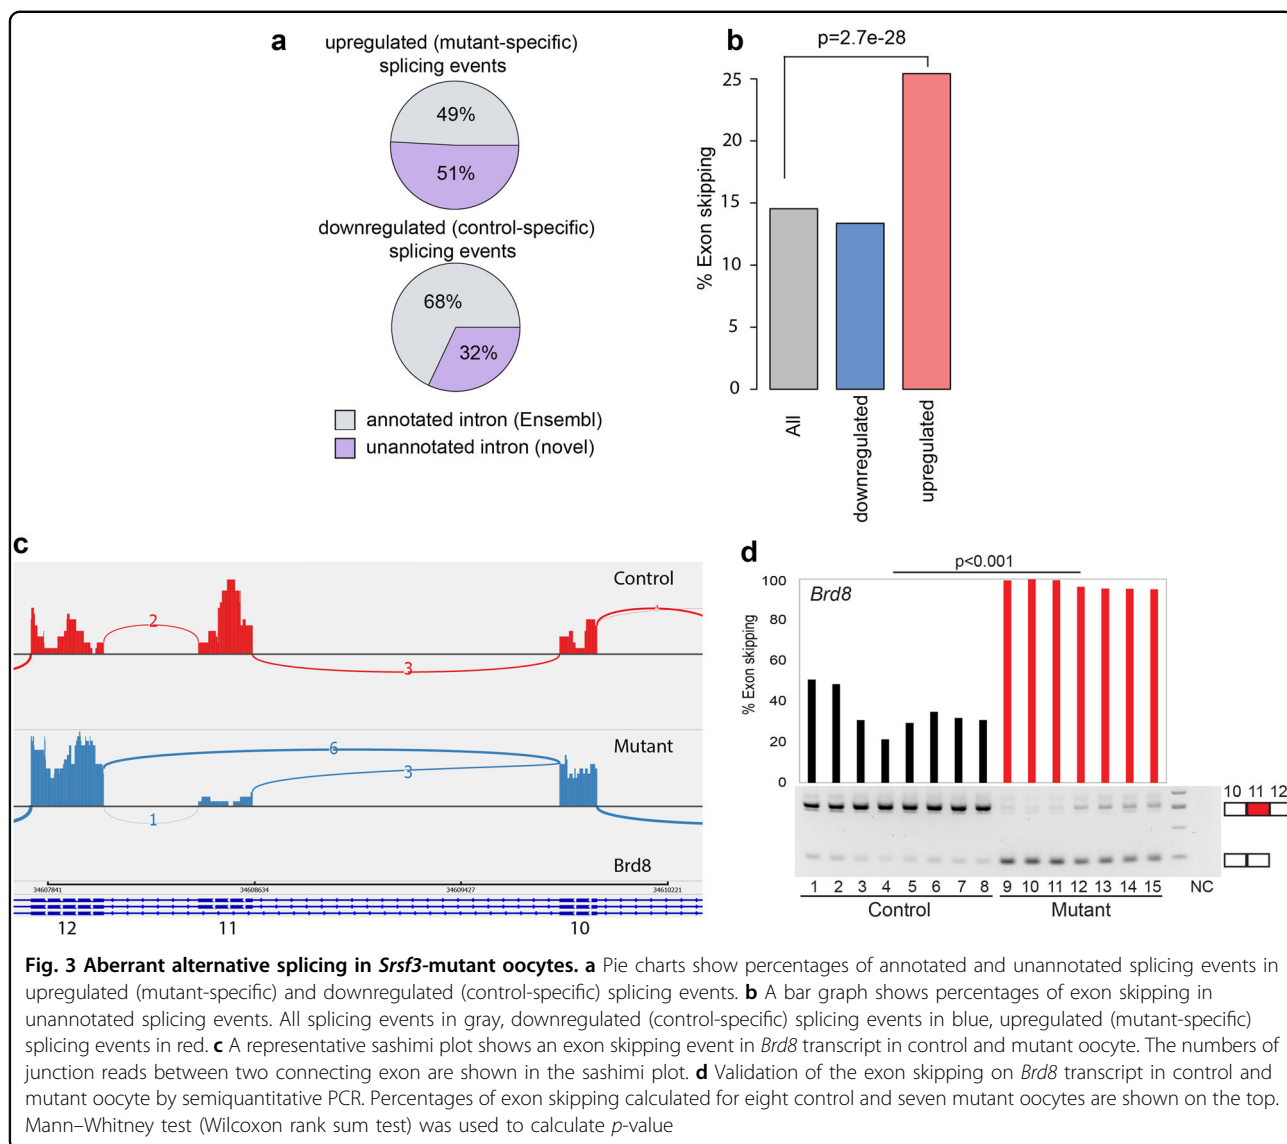 a
upregulated (mutant-specific)
splicing events
49%
51%
downregulated (control-specific)
splicing events
68%
32%
annotated intron (Ensembl)
unannotated intron (novel)
b
p=2.7e-28
% Exon skipping
25
20
15
10
5
0
All
downregulated
upregulated
c
Control
2
3
Mutant
6
3
1
Brd8
34607841 34608634 34609427 34610221
12 11 10
d
p<0.001
Brd8
% Exon skipping
100
80
60
40
20
0
10 11 12
1 2 3 4 5 6 7 8 9 10 11 12 13 14 15 NC
Control Mutant
Fig. 3 Aberrant alternative splicing in Srsf3-mutant oocytes. a Pie charts show percentages of annotated and unannotated splicing events in
upregulated (mutant-specific) and downregulated (control-specific) splicing events. b A bar graph shows percentages of exon skipping in
unannotated splicing events. All splicing events in gray, downregulated (control-specific) splicing events in blue, upregulated (mutant-specific)
splicing events in red. c A representative sashimi plot shows an exon skipping event in Brd8 transcript in control and mutant oocyte. The numbers of
junction reads between two connecting exon are shown in the sashimi plot. d Validation of the exon skipping on Brd8 transcript in control and
mutant oocyte by semiquantitative PCR. Percentages of exon skipping calculated for eight control and seven mutant oocytes are shown on the top.
Mann–Whitney test (Wilcoxon rank sum test) was used to calculate p-value